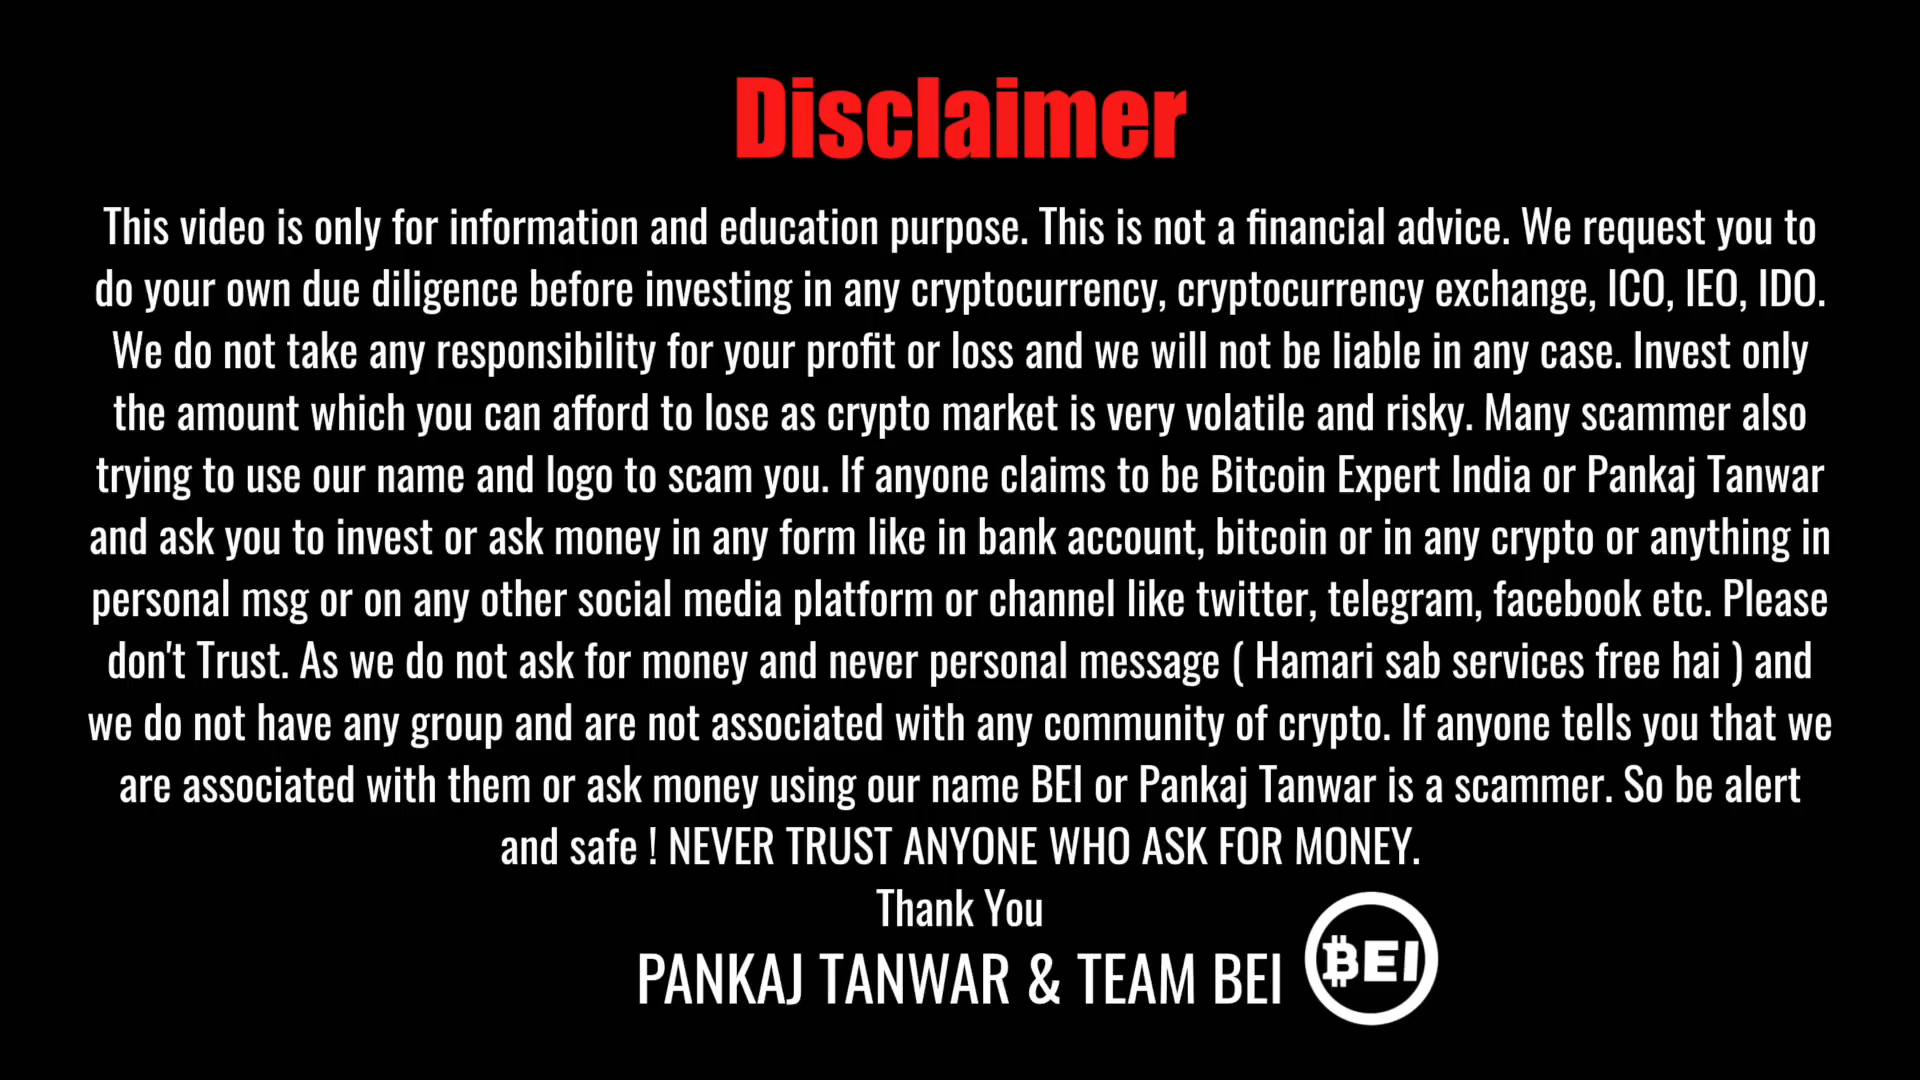 Disclaimer
This video is only for information and education purpose. This is not a financial advice. We request you to
do your own due diligence before investing in any cryptocurrency, cryptocurrency exchange, ICO, IEO, IDO.
We do not take any responsibility for your profit or loss and we will not be liable in any case. Invest only
the amount which you can afford to lose as crypto market is very volatile and risky. Many scammer also
trying to use our name and logo to scam you. If anyone claims to be Bitcoin Expert India or Pankaj Tanwar
and ask you to invest or ask money in any form like in bank account, bitcoin or in any crypto or anything in
personal msg or on any other social media platform or channel like twitter, telegram, facebook etc. Please
don't Trust. As we do not ask for money and never personal message ( Hamari sab services free hai ) and
we do not have any group and are not associated with any community of crypto. If anyone tells you that we
are associated with them or ask money using our name BEI or Pankaj Tanwar is a scammer. So be alert
and safe ! NEVER TRUST ANYONE WHO ASK FOR MONEY.
Thank You
PANKAJ TANWAR & TEAM BEI
BEI